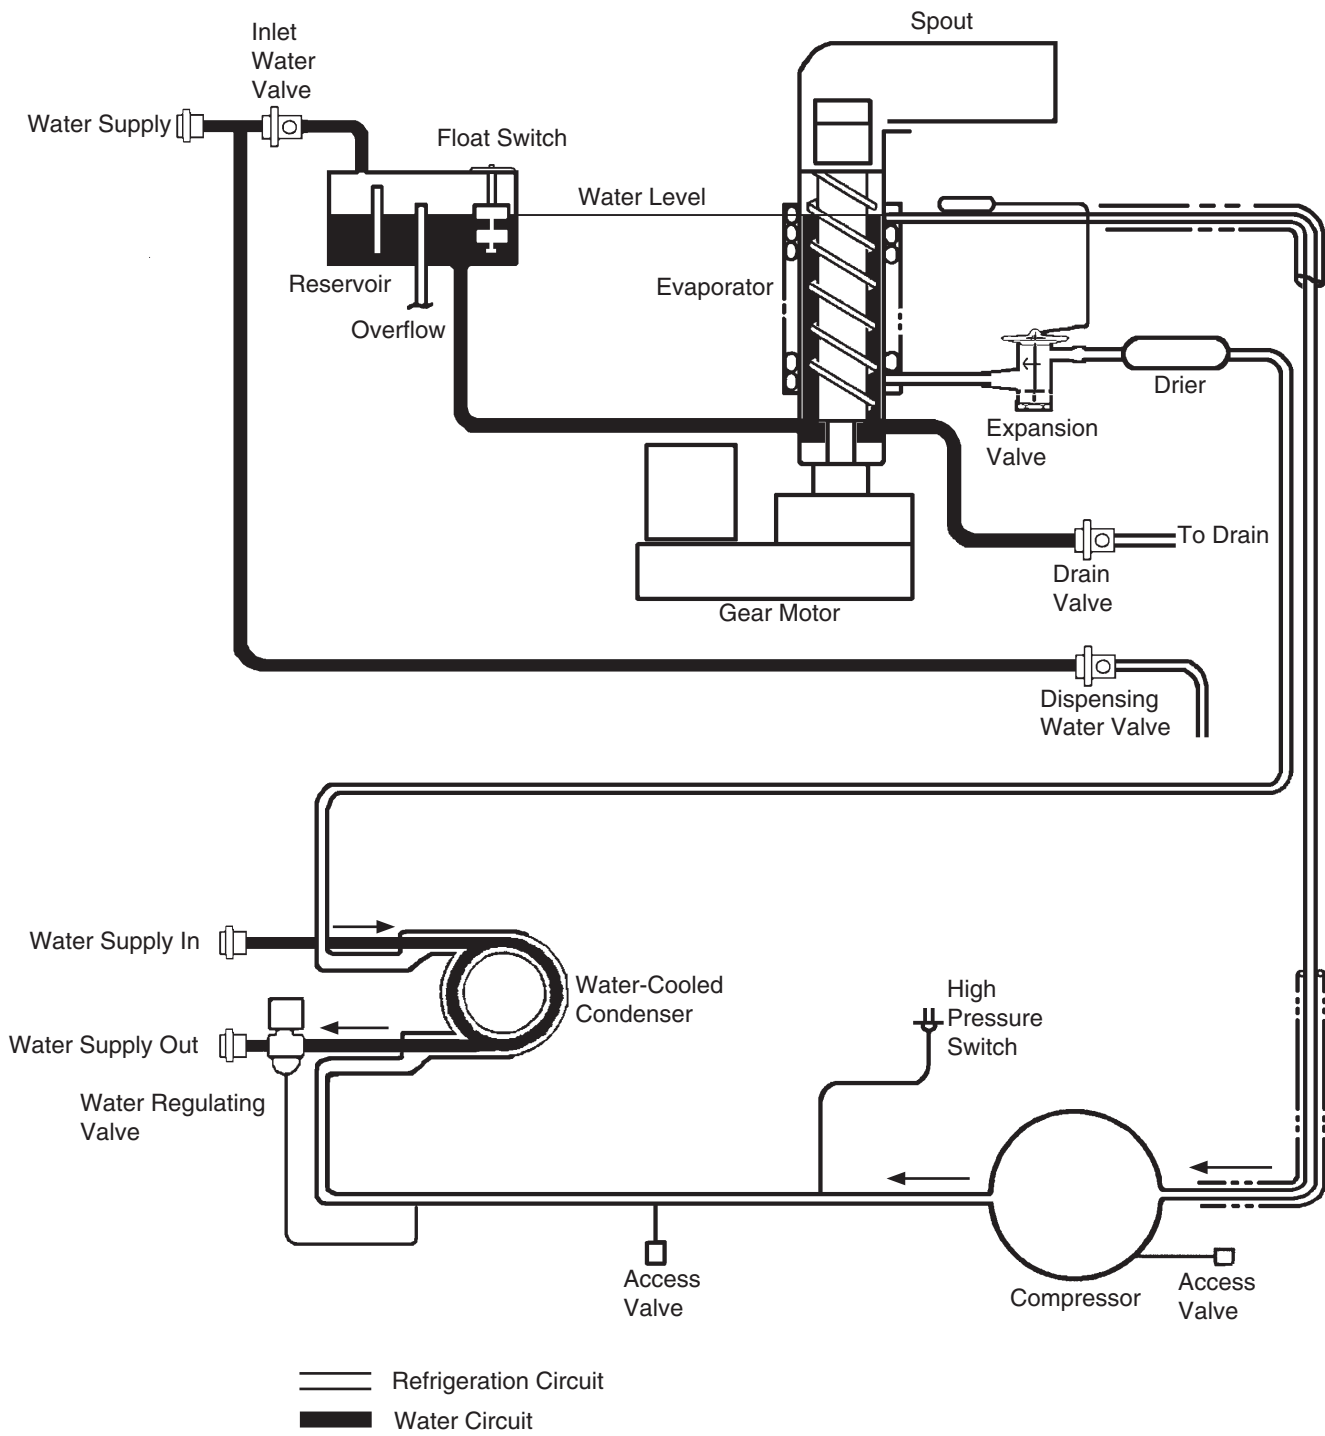 Spout
Inlet
Water
Valve
Water Supply
Float Switch
Water Level
Reservoir
Evaporator
Overflow
Drier
Expansion
Valve
To Drain
Drain
Valve
Gear Motor
Dispensing
Water Valve
Water Supply In
Water-Cooled
Condenser
High
Pressure
Switch
Water Supply Out
Water Regulating
Valve
Access
Valve
Compressor
Access
Valve
Refrigeration Circuit
Water Circuit